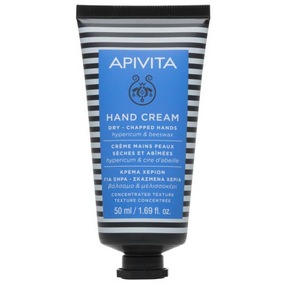 APIVITA
HAND CREAM
DRY - CHAPPED HANDS
hypericum & beeswax
CRÈME MAINS PEAUX
SÈCHES ET ABÎMÉES
hypericum & cire d'abeille
ΚΡΕΜΑ ΧΕΡΙΩΝ
ΓΙΑ ΞΗΡΑ - ΣΚΑΣΜΕΝΑ ΧΕΡΙΑ
βάλσαμο & μελισσοκέρι
CONCENTRATED TEXTURE
TEXTURE CONCENTRÉE
50 ml / 1.69 fl. oz.